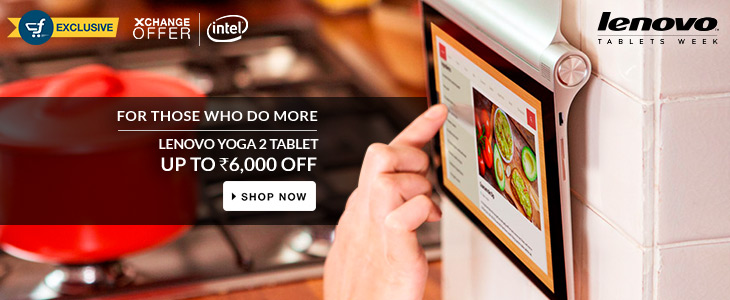 EXCLUSIVE
XCHANGE
OFFER
intel
lenovo
TABLETS WEEK
FOR THOSE WHO DO MORE
LENOVO YOGA 2 TABLET
UP TO ₹6,000 OFF
SHOP NOW